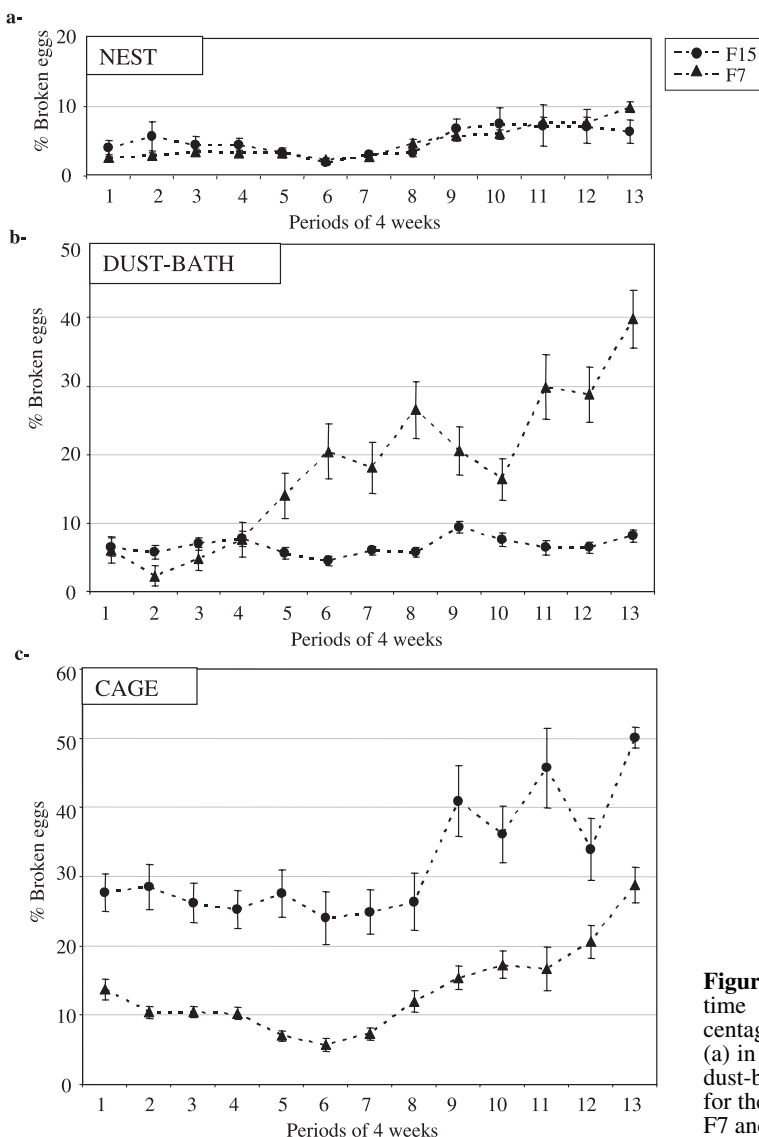 a-
20
10
0
% Broken eggs
NEST
F15
F7
1 2 3 4 5 6 7 8 9 10 11 12 13
Periods of 4 weeks
b-
50
40
30
20
10
0
% Broken eggs
DUST-BATH
1 2 3 4 5 6 7 8 9 10 11 12 13
Periods of 4 weeks
c-
60
50
40
30
20
10
0
% Broken eggs
CAGE
1 2 3 4 5 6 7 8 9 10 11 12 13
Periods of 4 weeks
Figur
time
centag
(a) in
dust-b
for the
F7 and